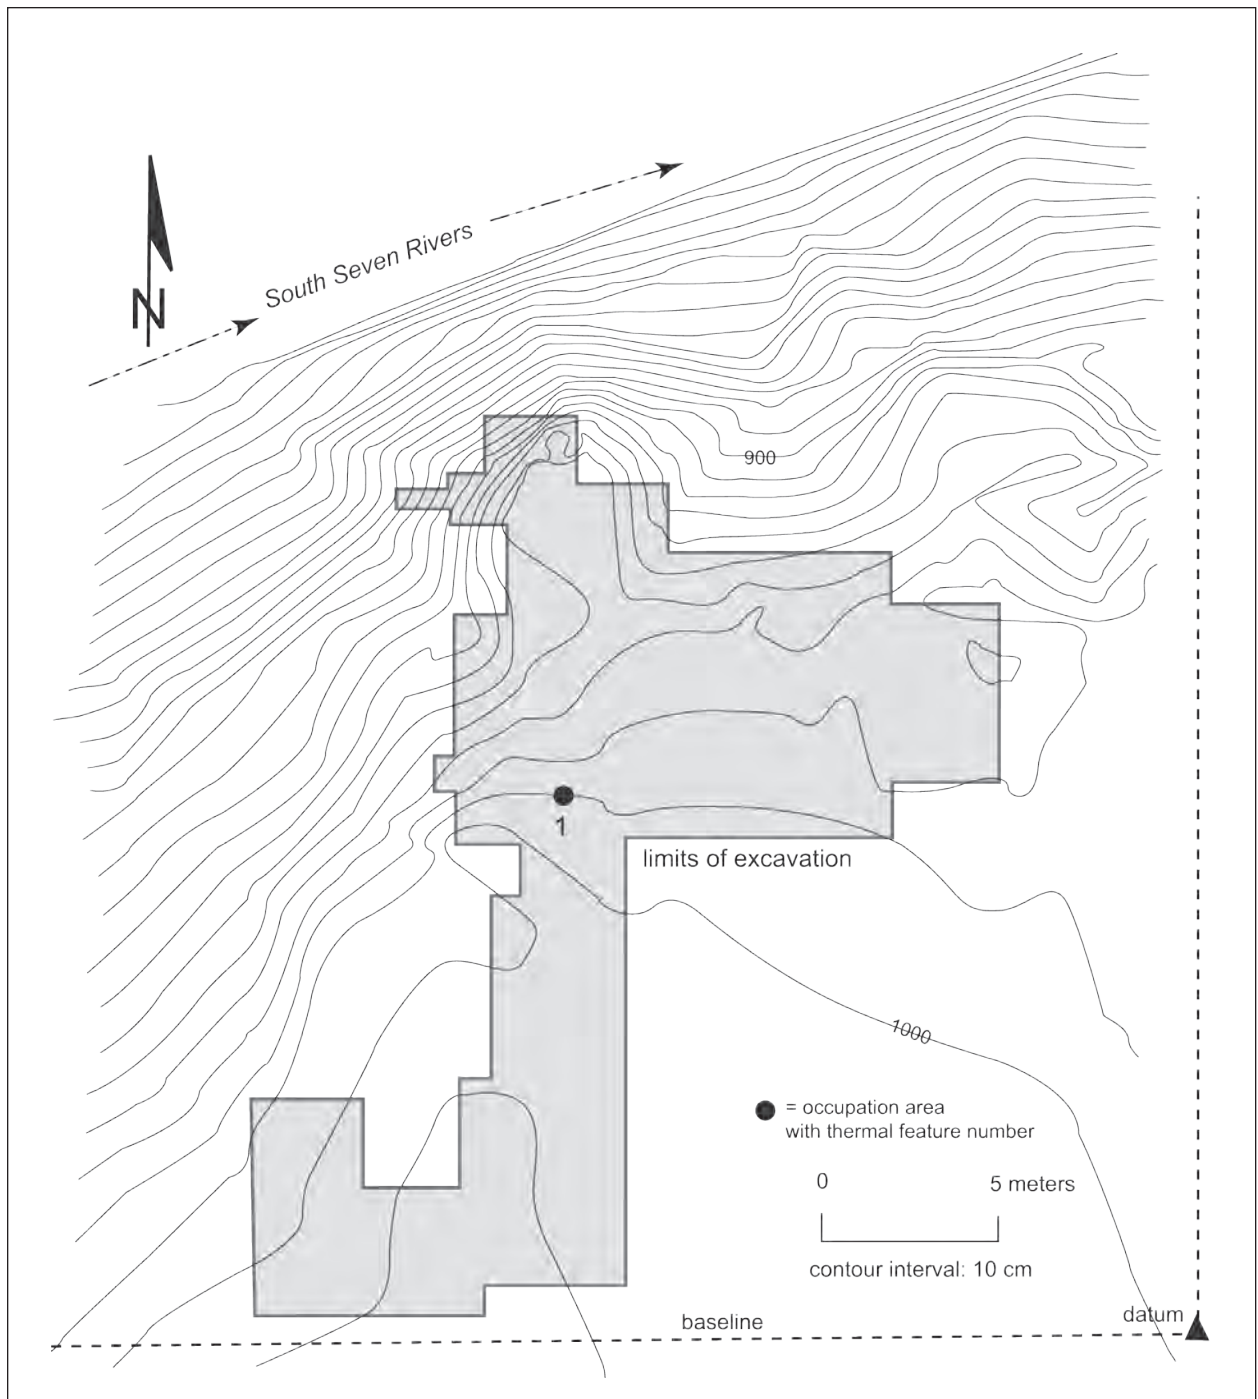 South Seven Rivers
N
900
1
limits of excavation
1000
= occupation area
with thermal feature number
0 5 meters
contour interval: 10 cm
baseline
datum